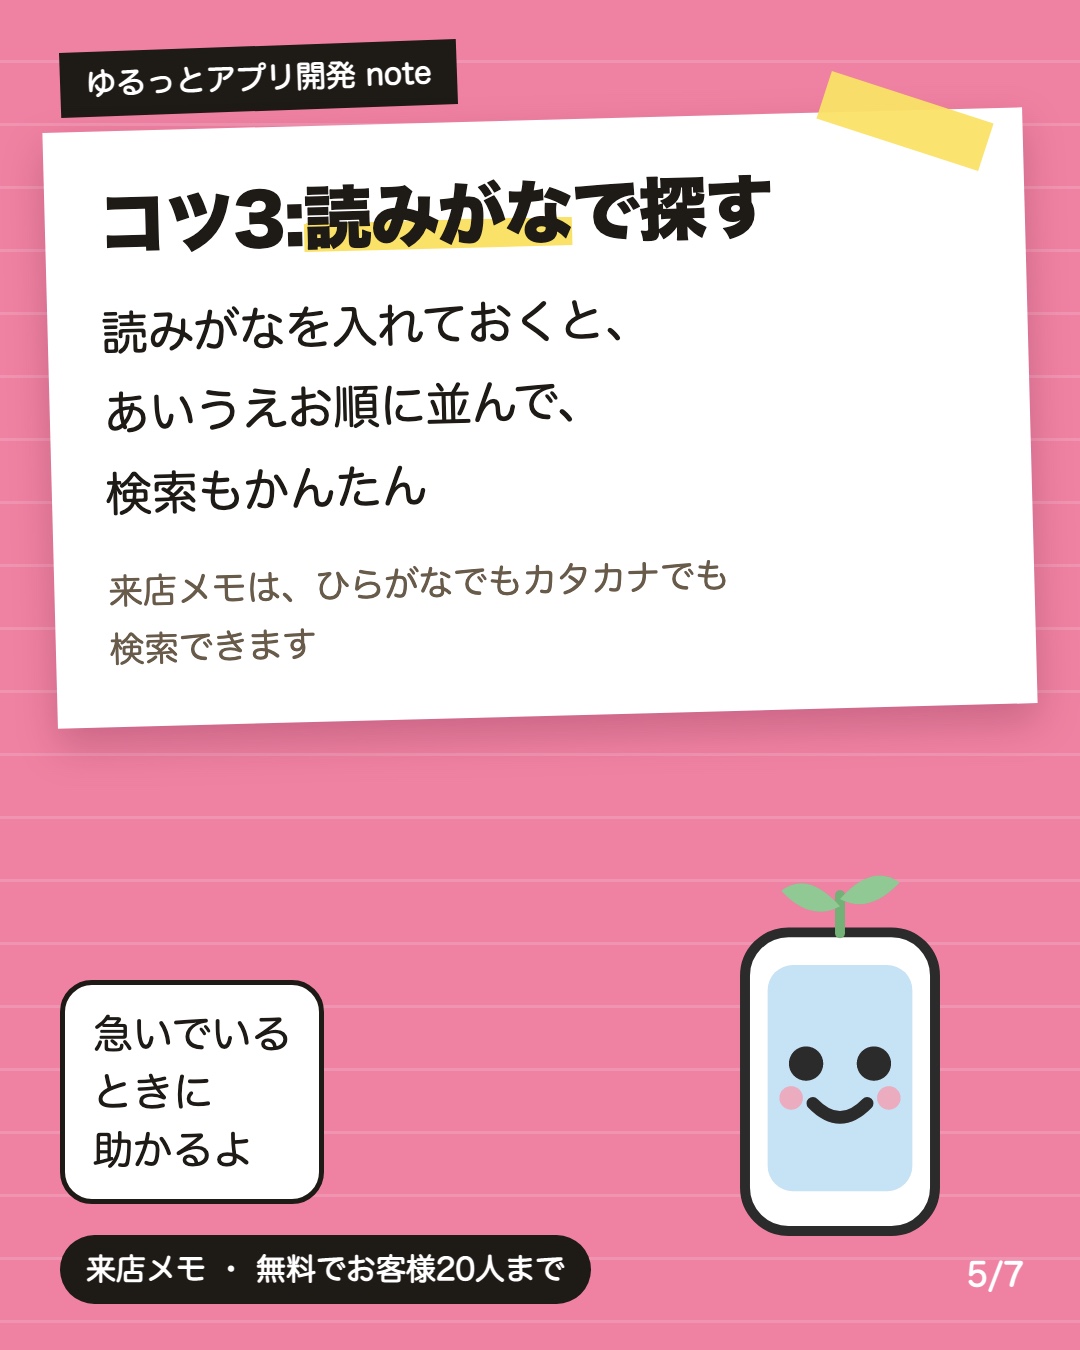 ゆるっとアプリ開発 note
コツ3:読みがなで探す
読みがなを入れておくと、
あいうえお順に並んで、
検索もかんたん
来店メモは、ひらがなでもカタカナでも
検索できます
急いでいる
ときに
助かるよ
来店メモ ・ 無料でお客様20人まで
5/7